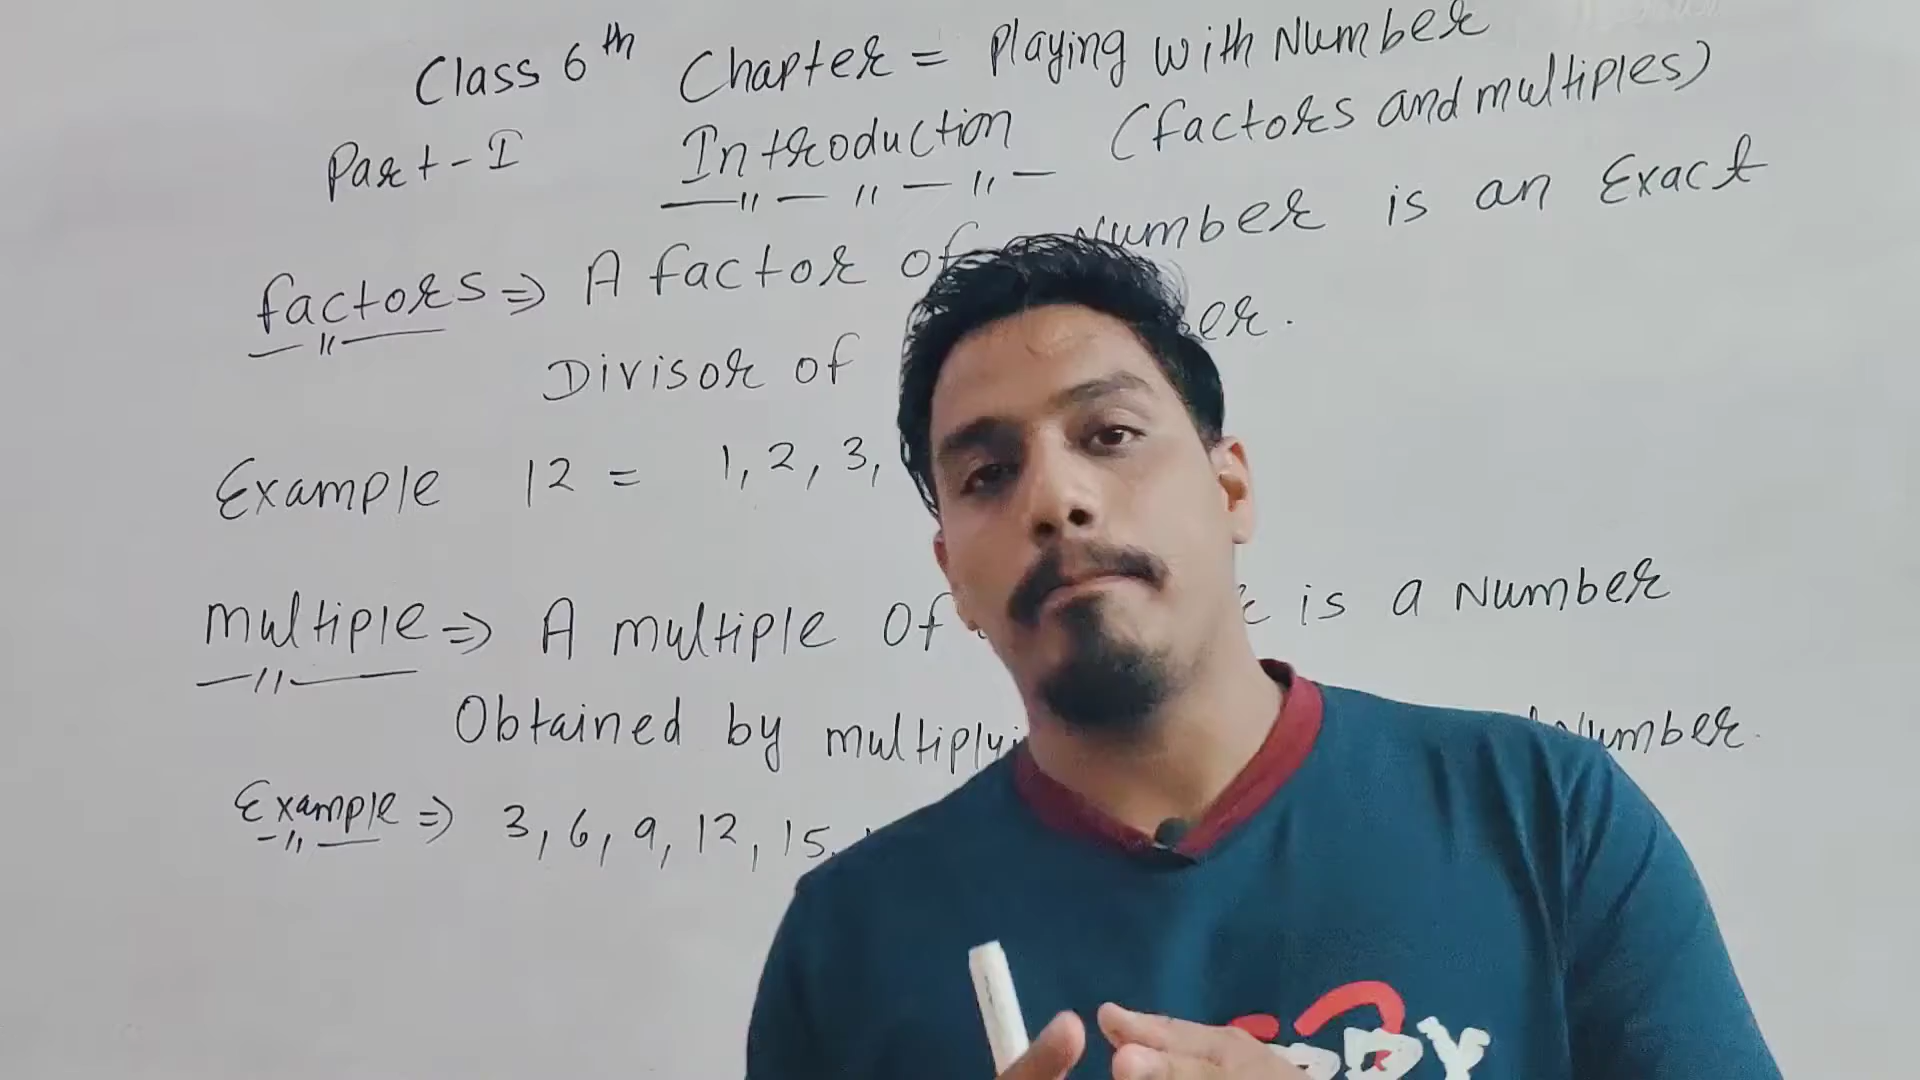 Class 6th Chapter = Playing with Number
Part-I Introduction (factors and multiples)
factors ⇒ A factor of Number is an Exact
Divisor of
Example 12 = 1, 2, 3,
multiple ⇒ A multiple of is a Number
Obtained by Number.
Example ⇒ 3, 6, 9, 12, 15